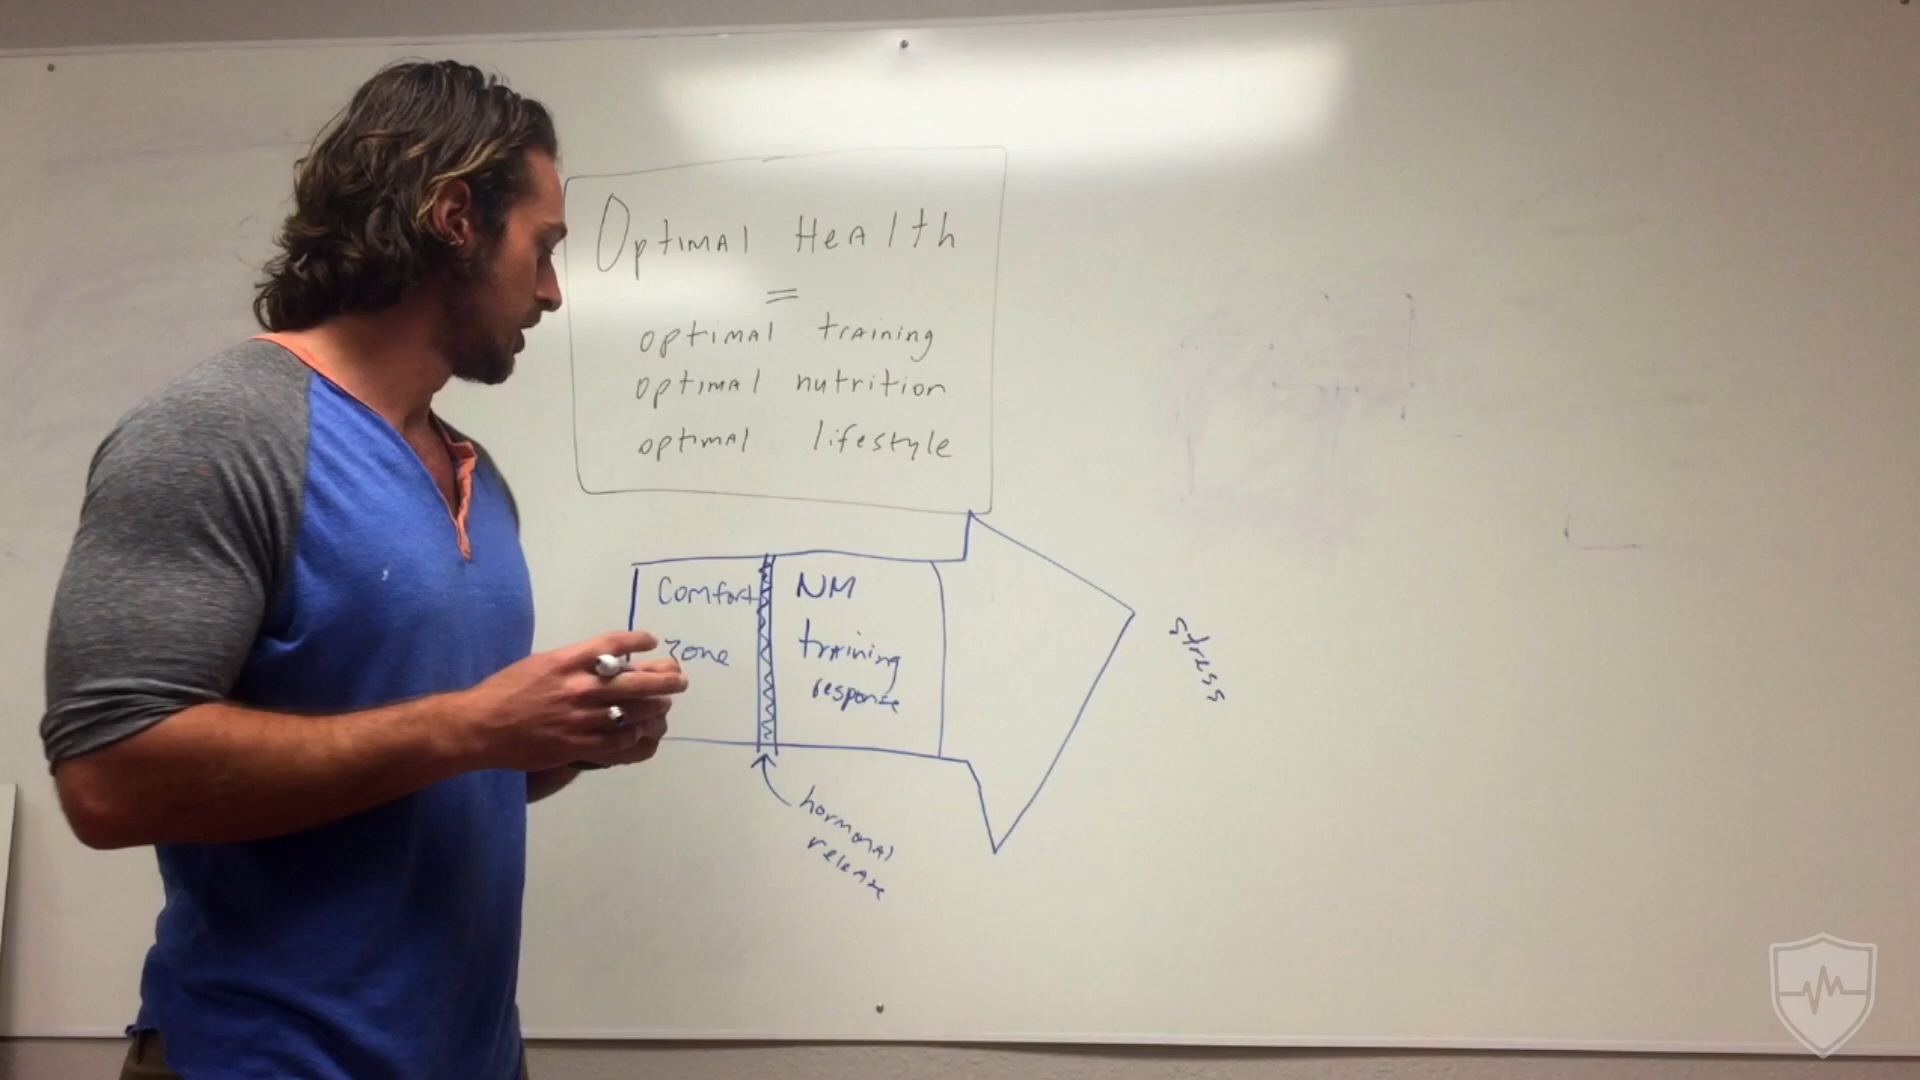 Optimal Health
=
optimal training
optimal nutrition
optimal lifestyle
Comfort
zone
NM
training
response
stress
hormonal
release